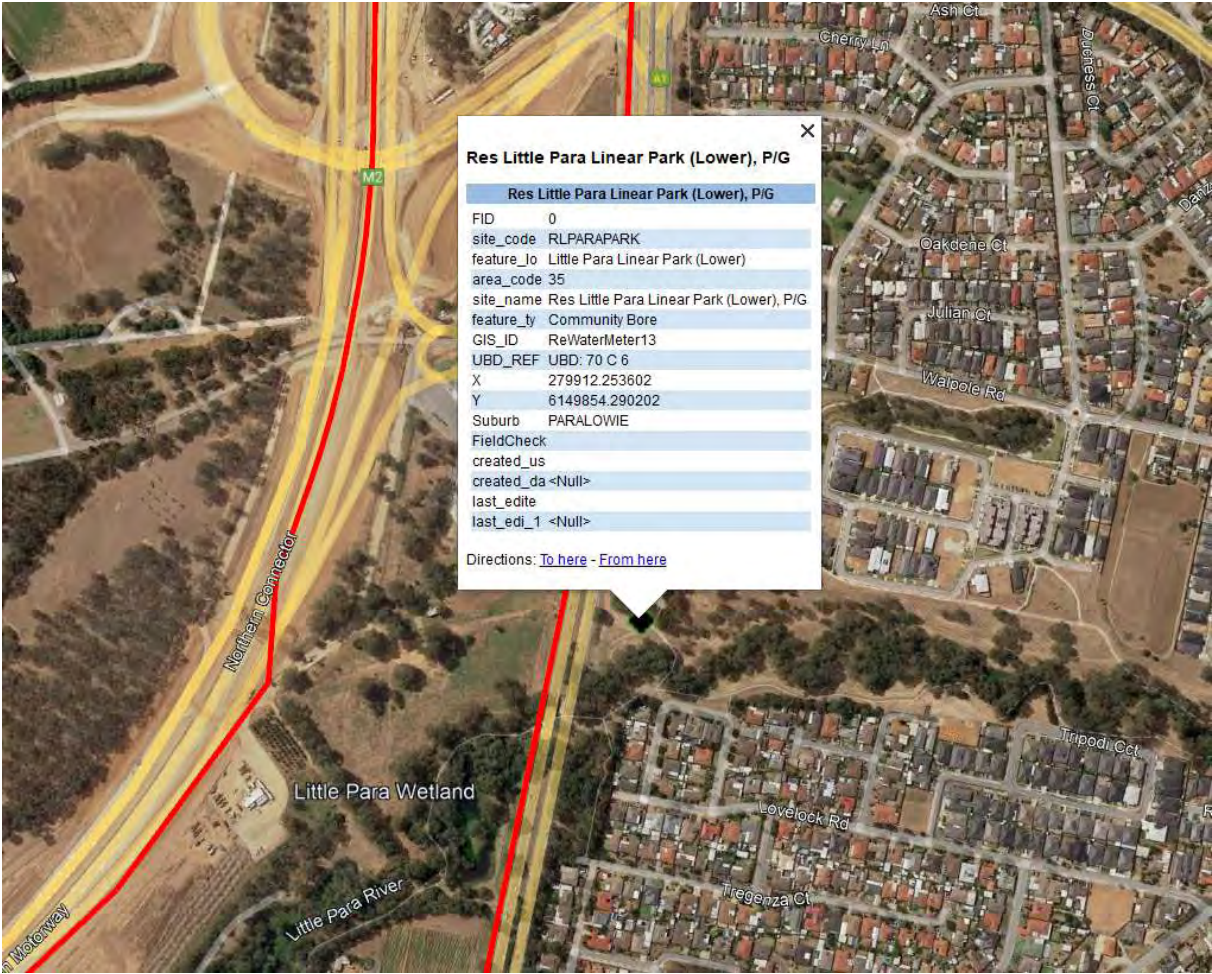 Ash Ct
Cherry Ln
Duchess Ct
A1
×
Res Little Para Linear Park (Lower), P/G
M2
Res Little Para Linear Park (Lower), P/G
FID 0
site_code RLPARAPARK
feature_lo Little Para Linear Park (Lower)
area_code 35
site_name Res Little Para Linear Park (Lower), P/G
feature_ty Community Bore
GIS_ID ReWaterMeter13
UBD_REF UBD: 70 C 6
X 279912.253602
Y 6149854.290202
Suburb PARALOWIE
FieldCheck
created_us
created_da <Null>
last_edite
last_edi_1 <Null>
Directions: To here - From here
Oakdene Ct
Julian Ct
Walpole Rd
Northern Connector
Tripodi Cct
Little Para Wetland
Lovelock Rd
Tregenza Ct
Little Para River
Motorway